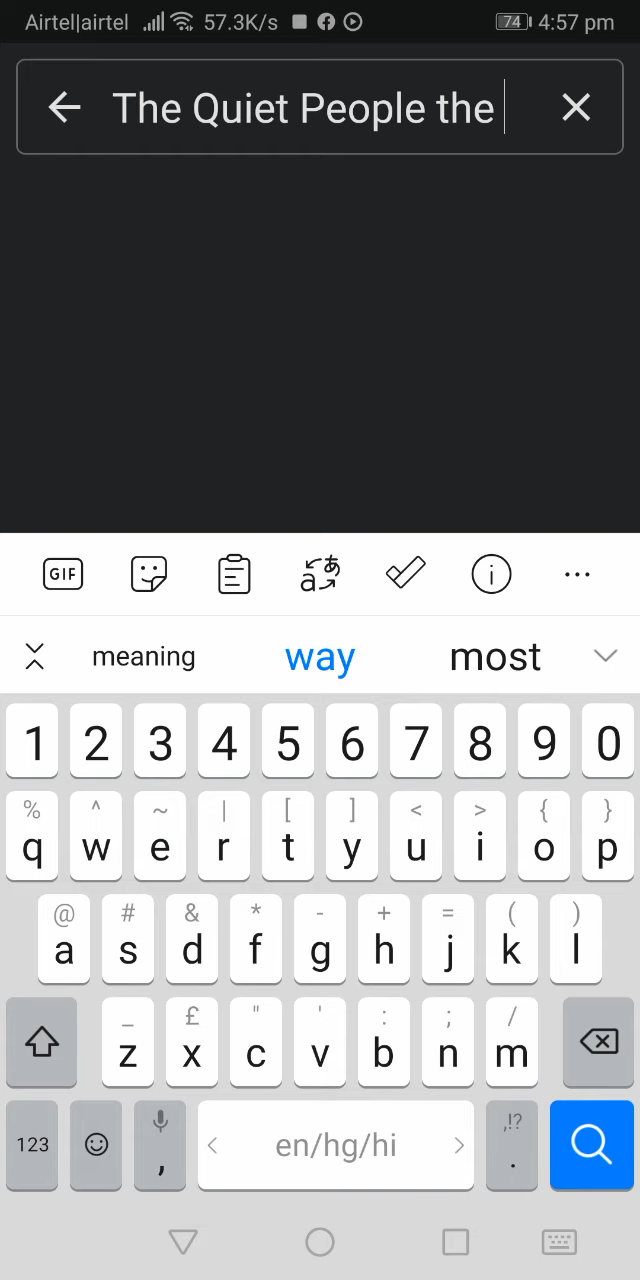 Airtel|airtel 57.3K/s 74 4:57 pm
The Quiet People the
GIF
meaning way most
1 2 3 4 5 6 7 8 9 0
% ^ ~ | [ ] < > { }
q w e r t y u i o p
@ # & * - + = ( )
a s d f g h j k l
_ £ " ' : ; /
z x c v b n m
123 , < en/hg/hi > ,!? .